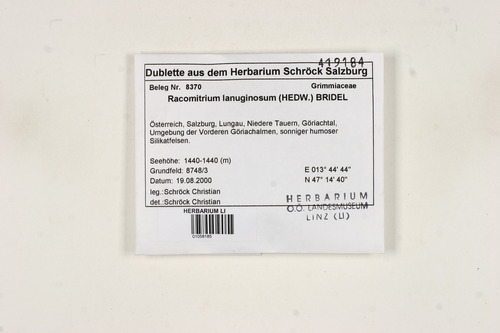 419184
Dublette aus dem Herbarium Schröck Salzburg
Beleg Nr. 8370 Grimmiaceae
Racomitrium lanuginosum (HEDW.) BRIDEL
Österreich, Salzburg, Lungau, Niedere Tauern, Göriachtal,
Umgebung der Vorderen Göriachalmen, sonniger humoser
Silikatfelsen.
Seehöhe: 1440-1440 (m)
Grundfeld: 8748/3 E 013° 44' 44"
Datum: 19.08.2000 N 47° 14' 40"
leg.:Schröck Christian
det.:Schröck Christian
HERBARIUM
O.Ö. LANDESMUSEUM
LINZ (LI)
HERBARIUM LI
01058185